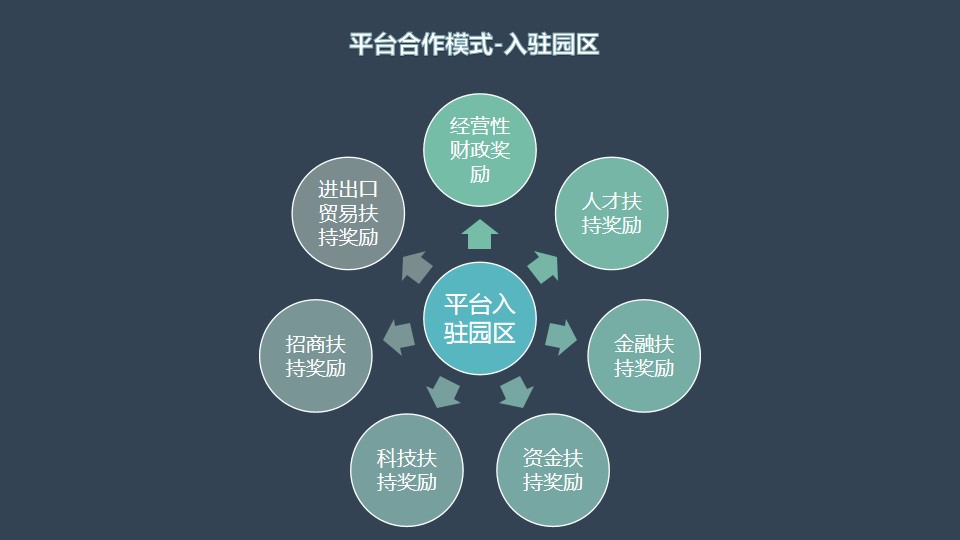 平台合作模式-入驻园区
经营性
财政奖
励
人才扶
持奖励
金融扶
持奖励
资金扶
持奖励
科技扶
持奖励
招商扶
持奖励
进出口
贸易扶
持奖励
平台入
驻园区